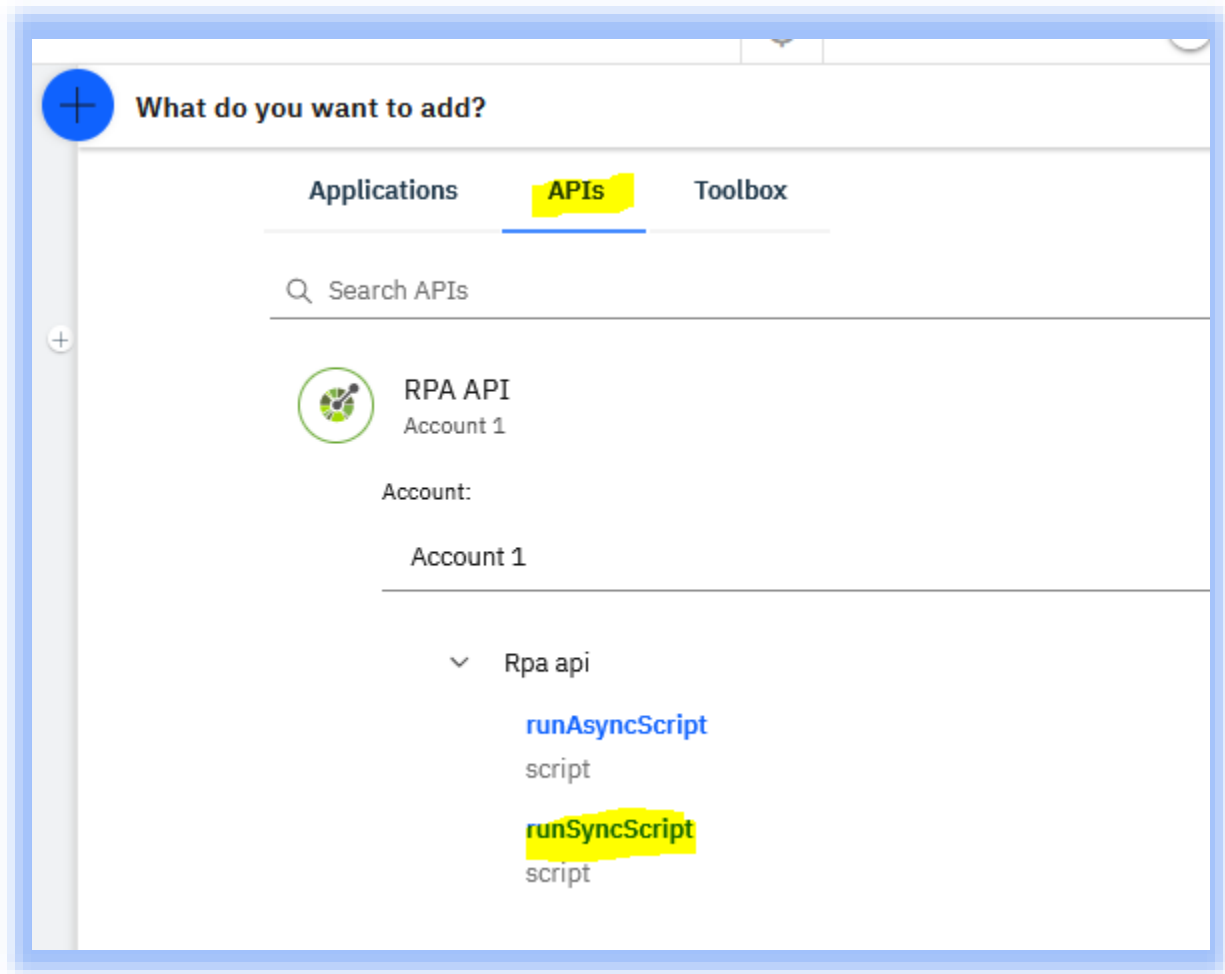 What do you want to add?
Applications APIs Toolbox
Search APIs
RPA API
Account 1
Account:
Account 1
Rpa api
runAsyncScript
script
runSyncScript
script